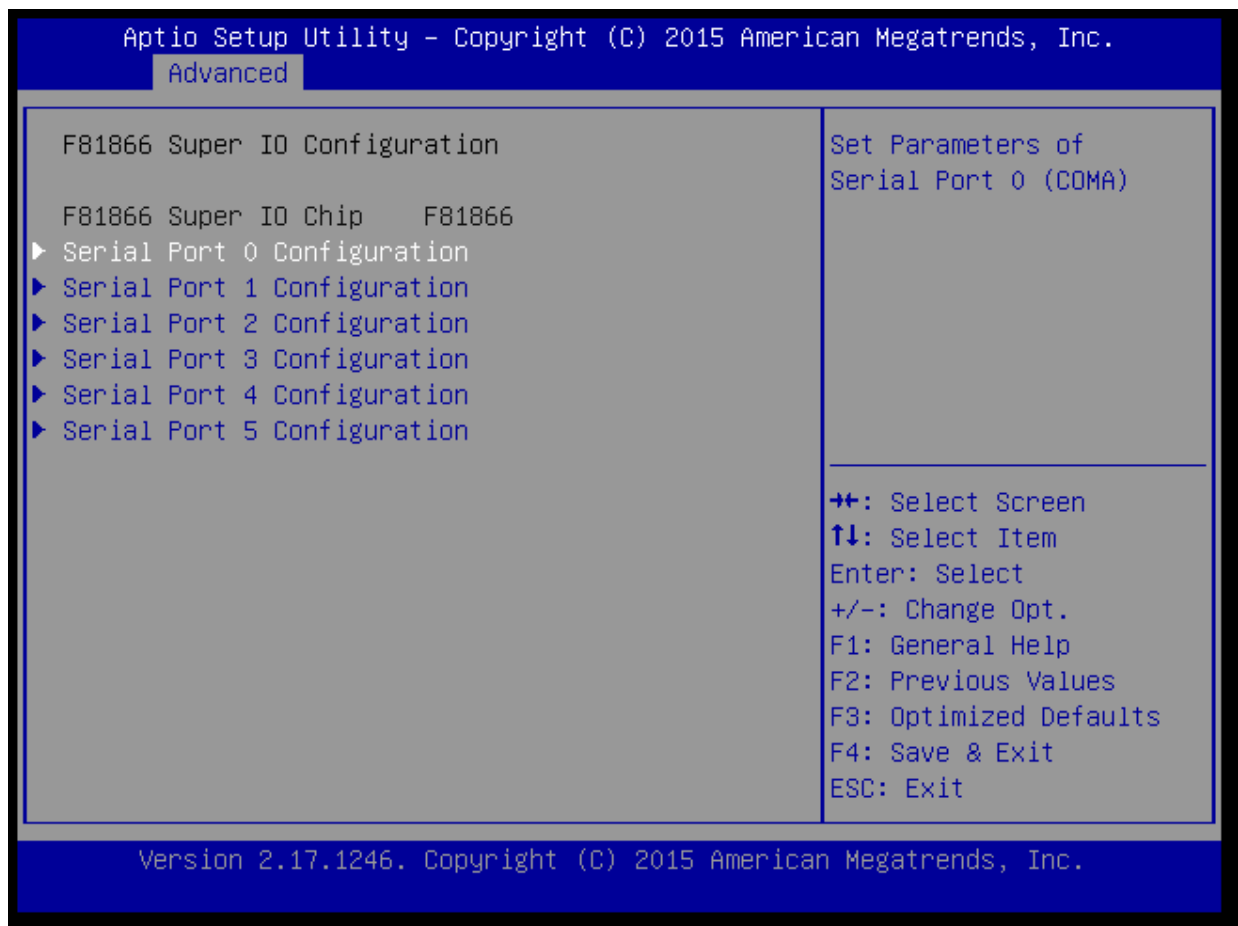 Aptio Setup Utility – Copyright (C) 2015 American Megatrends, Inc.
Advanced
F81866 Super IO Configuration
F81866 Super IO Chip F81866
▶ Serial Port 0 Configuration
▶ Serial Port 1 Configuration
▶ Serial Port 2 Configuration
▶ Serial Port 3 Configuration
▶ Serial Port 4 Configuration
▶ Serial Port 5 Configuration
Set Parameters of
Serial Port 0 (COMA)
→←: Select Screen
↑↓: Select Item
Enter: Select
+/-: Change Opt.
F1: General Help
F2: Previous Values
F3: Optimized Defaults
F4: Save & Exit
ESC: Exit
Version 2.17.1246. Copyright (C) 2015 American Megatrends, Inc.